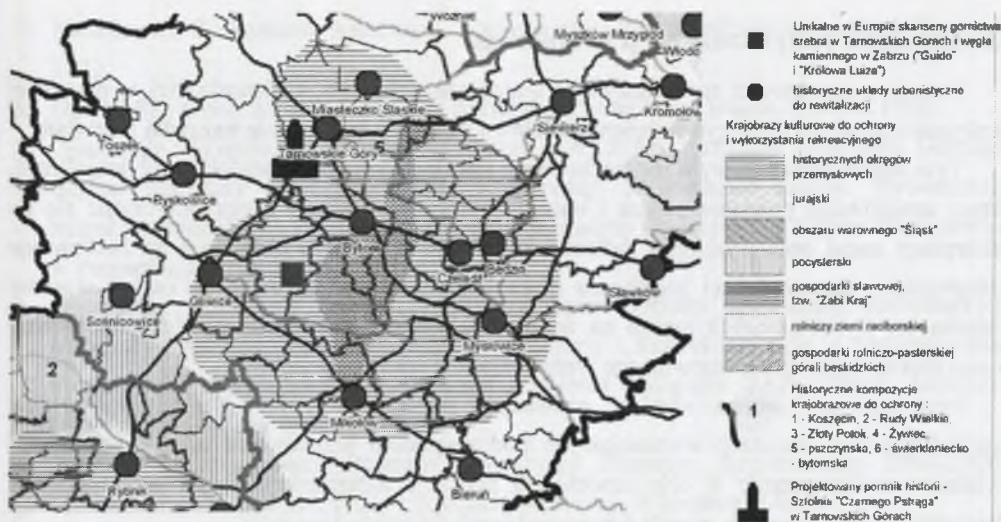 Woźniki
Myszków Mrzygłód
Włodo
Miasteczko Śląskie
Siewierz
Kromołów
Toszek
Tarnowskie Góry
5
Pyskowice
Bytom
Czeladź
Będzin
Sławków
Gliwice
Sośnicowice
Mysłowice
2
Mikołów
Rybnik
Bieruń
Unikalne w Europie skanseny górnictwa
srebra w Tarnowskich Górach i węgla
kamiennego w Zabrzu ("Guido"
i "Królowa Luiza")
historyczne układy urbanistyczne
do rewitalizacji
Krajobrazy kulturowe do ochrony
i wykorzystania rekreacyjnego
historycznych okręgów
przemysłowych
jurajski
obszaru warownego "Śląsk"
pocysterski
gospodarki stawowej,
tzw. "Żabi Kraj"
rolniczy ziemi raciborskiej
gospodarki rolniczo-pasterskiej
górali beskidzkich
1
Historyczne kompozycje
krajobrazowe do ochrony :
1 - Koszęcin, 2 - Rudy Wielkie,
3 - Złoty Potok, 4 - Żywiec,
5 - pszczyńska, 6 - świerklaniecko
- bytomska
Projektowany pomnik historii -
Sztolnia "Czarnego Pstrąga"
w Tarnowskich Górach